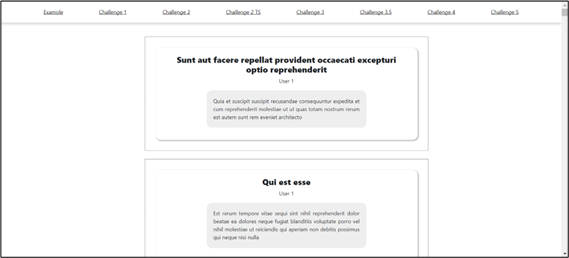 Example Challenge 1 Challenge 2 Challenge 2 TS Challenge 3 Challenge 3.5 Challenge 4 Challenge 5
Sunt aut facere repellat provident occaecati excepturi
optio reprehenderit
User 1
Quia et suscipit suscipit recusandae consequuntur expedita et
cum reprehenderit molestiae ut ut quas totam nostrum rerum
est autem sunt rem eveniet architecto
Qui est esse
User 1
Est rerum tempore vitae sequi sint nihil reprehenderit dolor
beatae ea dolores neque fugiat blanditiis voluptate porro vel
nihil molestiae ut reiciendis qui aperiam non debitis possimus
qui neque nisi nulla